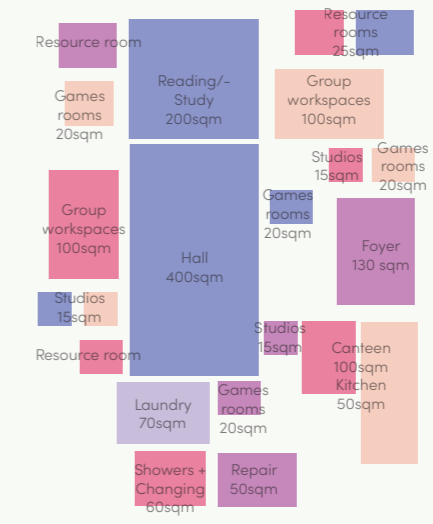 Resource room
Resource
rooms
25sqm
Reading/-
Study
200sqm
Group
workspaces
100sqm
Games
rooms
20sqm
Studios
15sqm
Games
rooms
20sqm
Group
workspaces
100sqm
Games
rooms
20sqm
Hall
400sqm
Foyer
130 sqm
Studios
15sqm
Studios
15sqm
Resource room
Canteen
100sqm
Kitchen
50sqm
Laundry
70sqm
Games
rooms
20sqm
Showers +
Changing
60sqm
Repair
50sqm